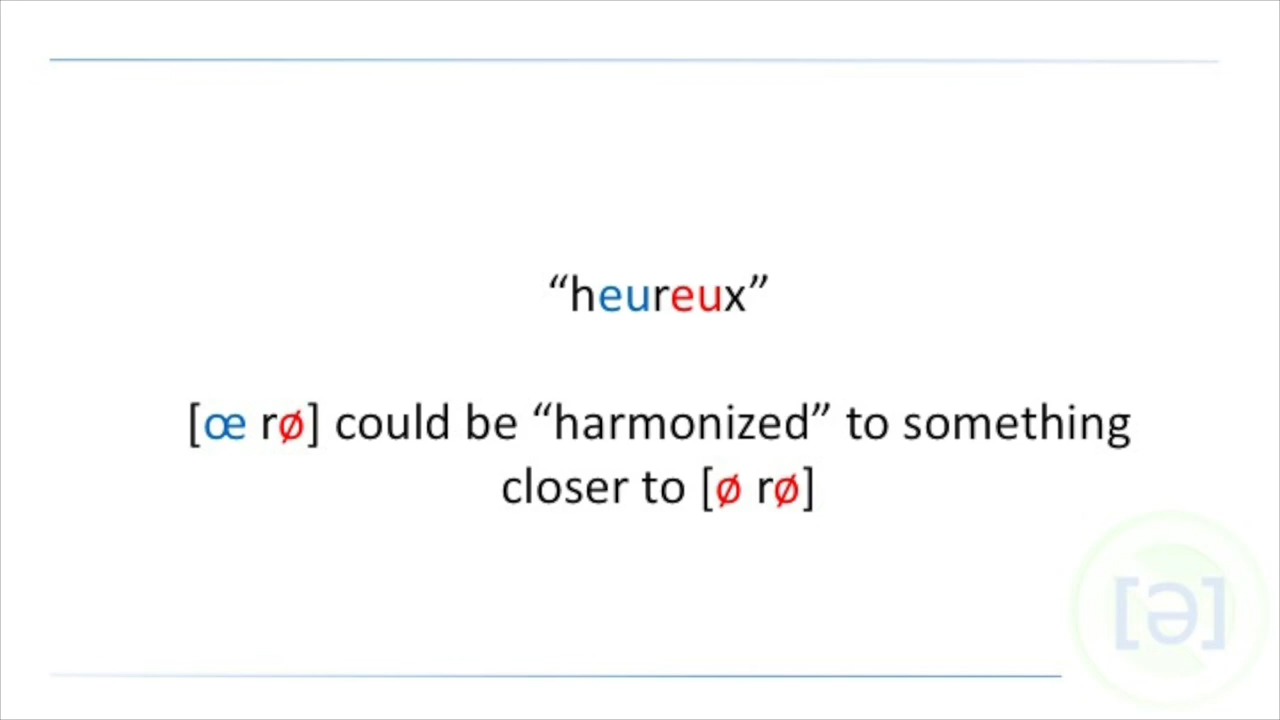 “heureux”
[œ rø] could be “harmonized” to something
closer to [ø rø]
[ə]